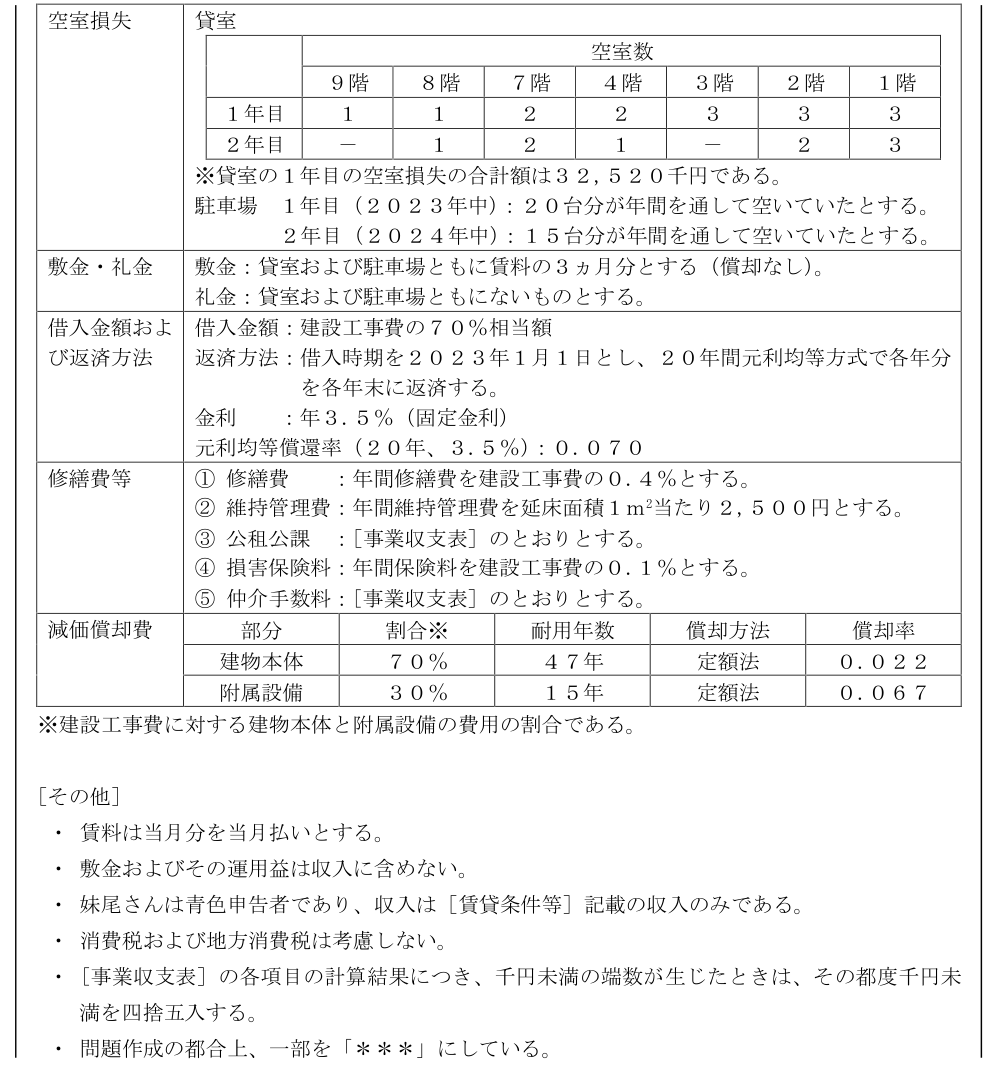 空室損失 貸室
空室数
９階 ８階 ７階 ４階 ３階 ２階 １階
１年目 １ １ ２ ２ ３ ３ ３
２年目 － １ ２ １ － ２ ３
※貸室の１年目の空室損失の合計額は３２,５２０千円である。
駐車場　１年目（２０２３年中）：２０台分が年間を通して空いていたとする。
２年目（２０２４年中）：１５台分が年間を通して空いていたとする。
敷金・礼金 敷金：貸室および駐車場ともに賃料の３ヵ月分とする（償却なし）。
礼金：貸室および駐車場ともにないものとする。
借入金額およ 借入金額：建設工事費の７０％相当額
び返済方法 返済方法：借入時期を２０２３年１月１日とし、２０年間元利均等方式で各年分
を各年末に返済する。
金利　　：年３.５％（固定金利）
元利均等償還率（２０年、３.５％）：０.０７０
修繕費等 ① 修繕費　　：年間修繕費を建設工事費の０.４％とする。
② 維持管理費：年間維持管理費を延床面積１m²当たり２,５００円とする。
③ 公租公課　：［事業収支表］のとおりとする。
④ 損害保険料：年間保険料を建設工事費の０.１％とする。
⑤ 仲介手数料：［事業収支表］のとおりとする。
減価償却費 部分 割合※ 耐用年数 償却方法 償却率
建物本体 ７０％ ４７年 定額法 ０.０２２
附属設備 ３０％ １５年 定額法 ０.０６７
※建設工事費に対する建物本体と附属設備の費用の割合である。
［その他］
・ 賃料は当月分を当月払いとする。
・ 敷金およびその運用益は収入に含めない。
・ 妹尾さんは青色申告者であり、収入は［賃貸条件等］記載の収入のみである。
・ 消費税および地方消費税は考慮しない。
・ ［事業収支表］の各項目の計算結果につき、千円未満の端数が生じたときは、その都度千円未
満を四捨五入する。
・ 問題作成の都合上、一部を「＊＊＊」にしている。